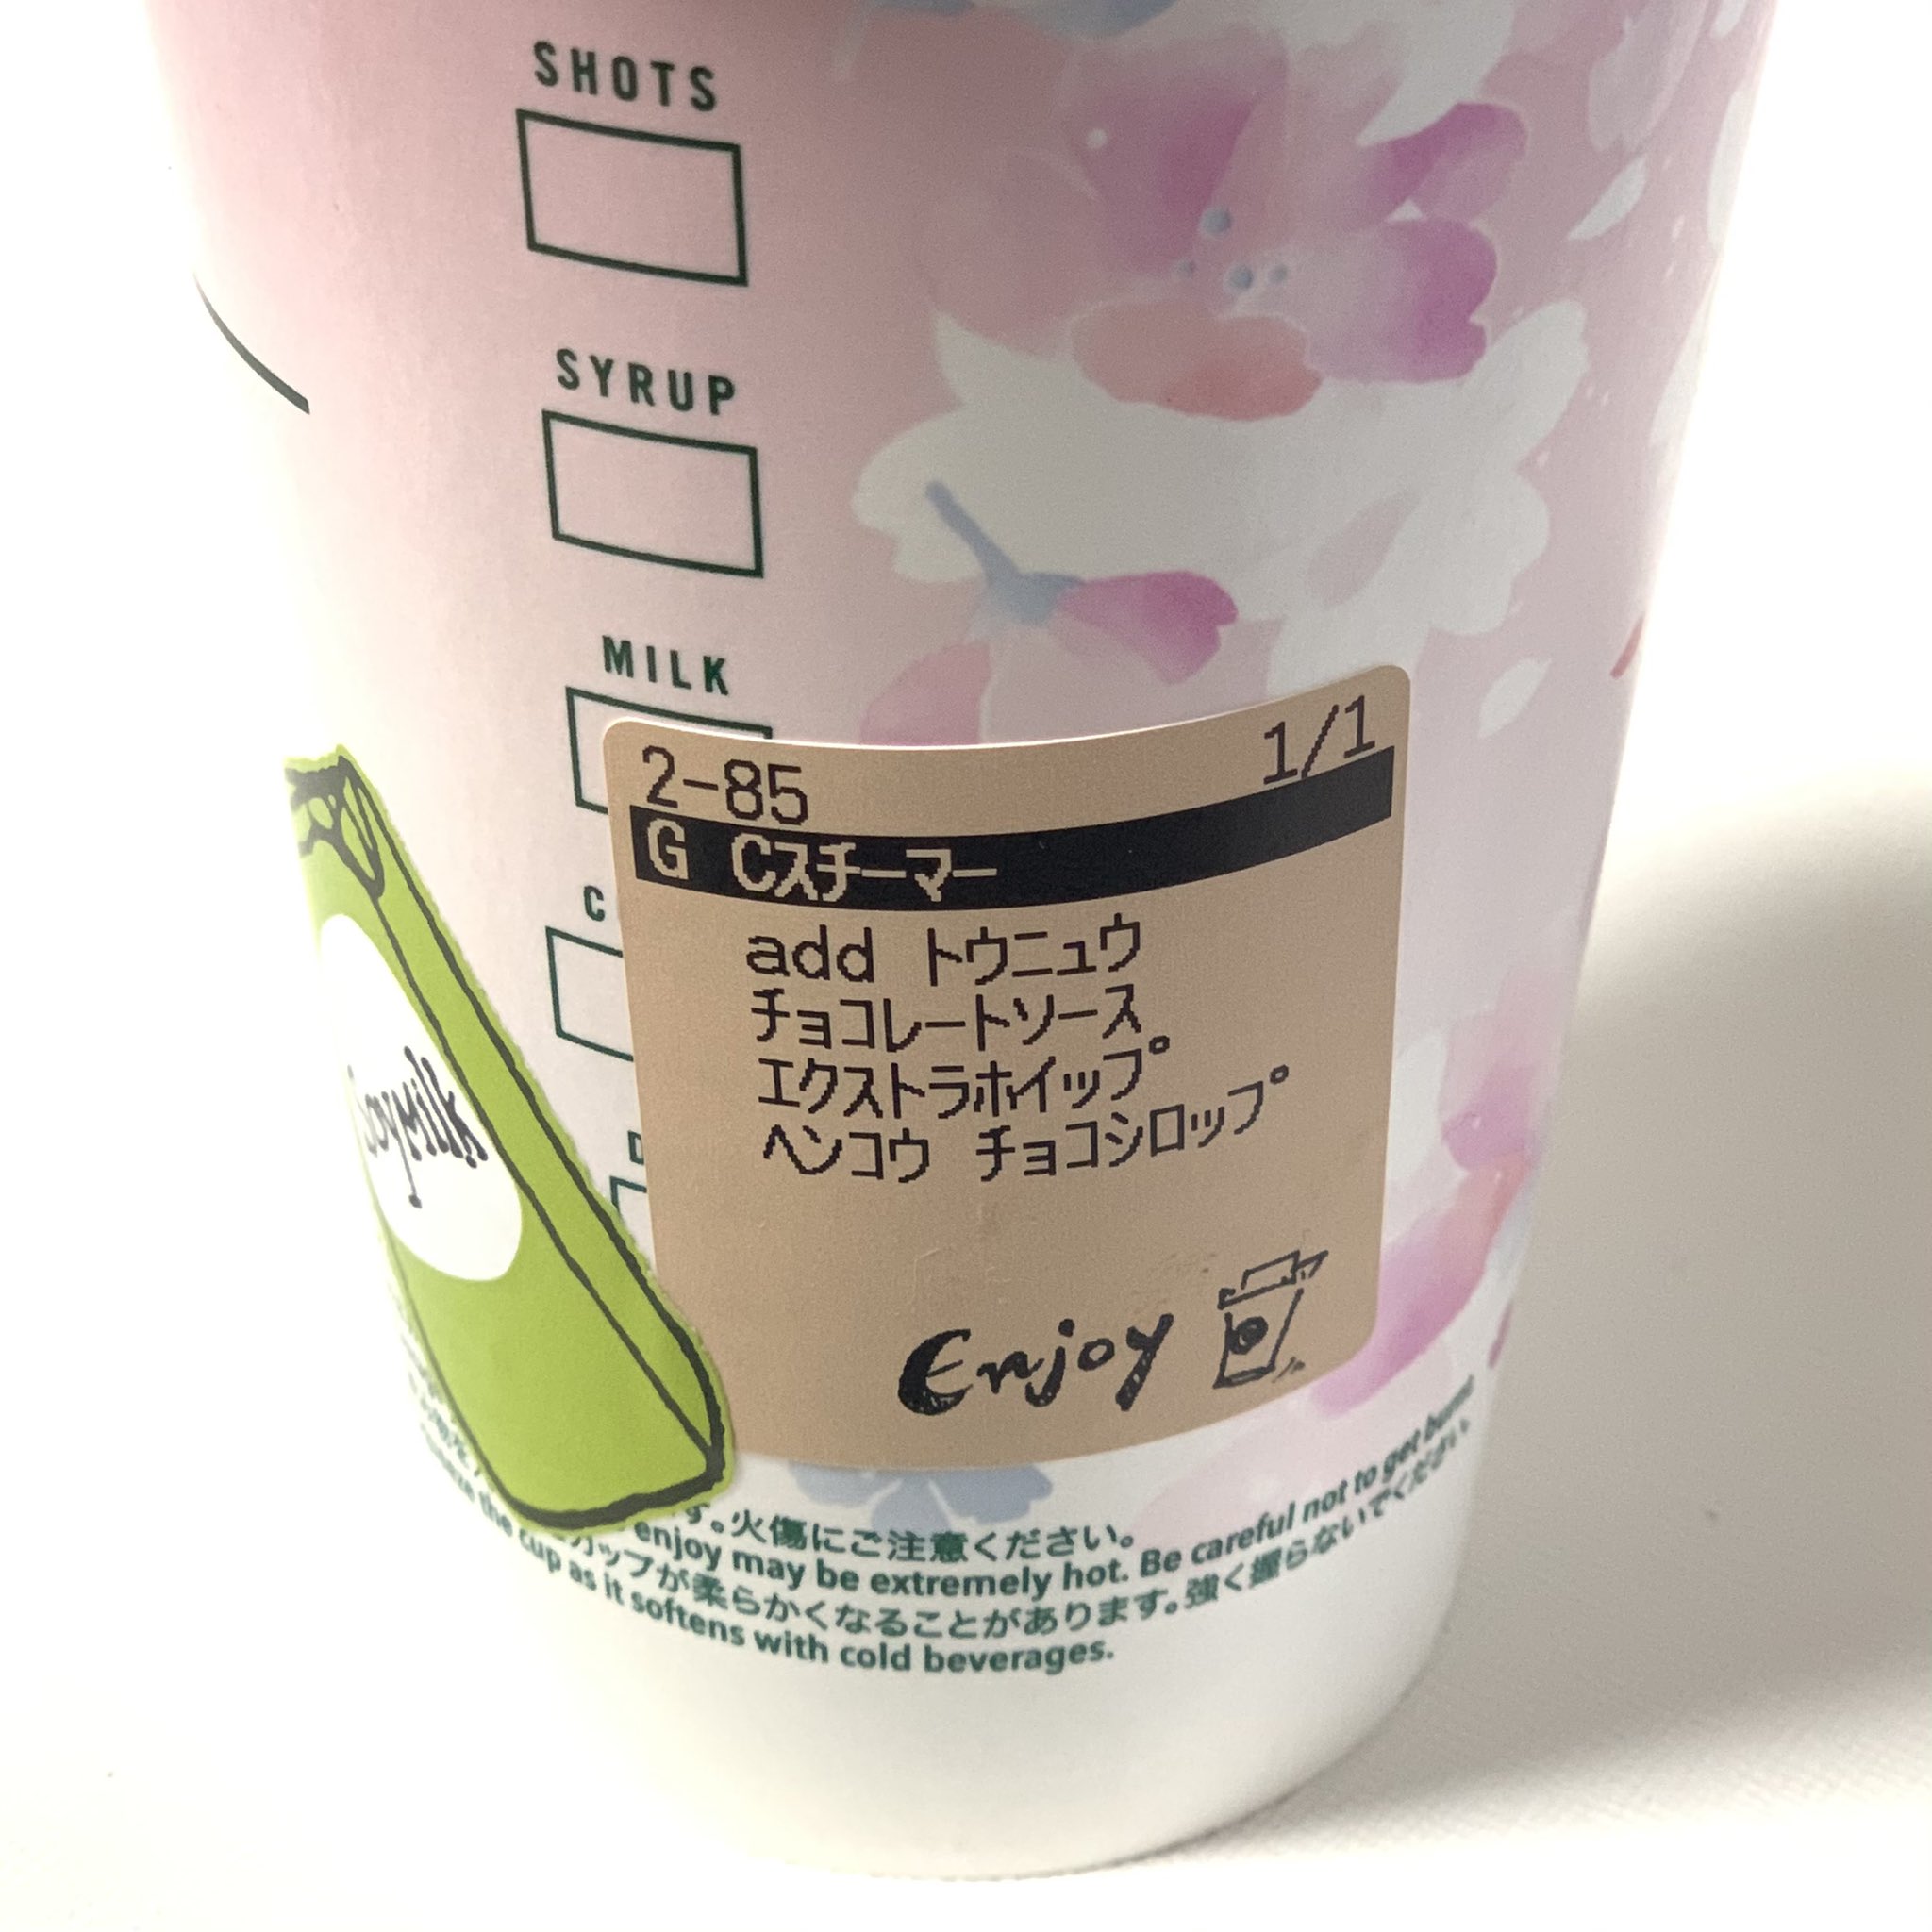 SHOTS
SYRUP
MILK
C
D
2-85 1/1
G Cスチーマー
add トウニュウ
チョコレートソース
エクストラホイップ
ヘンコウ チョコシロップ
Enjoy
SoyMilk
す。火傷にご注意ください。
enjoy may be extremely hot. Be careful not to get burned
カップが柔らかくなることがあります。強く握らないでください
the cup as it softens with cold beverages.